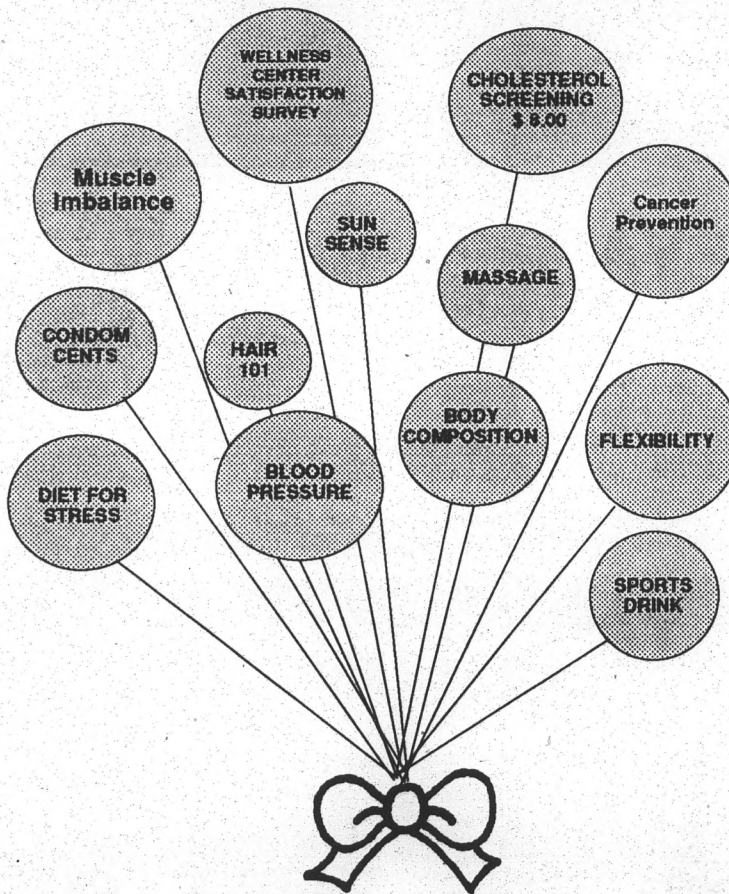 WELLNESS
CENTER
SATISFACTION
SURVEY
CHOLESTEROL
SCREENING
$ 8.00
Muscle
Imbalance
Cancer
Prevention
SUN
SENSE
MASSAGE
CONDOM
CENTS
HAIR
101
BODY
COMPOSITION
FLEXIBILITY
BLOOD
PRESSURE
DIET FOR
STRESS
SPORTS
DRINK